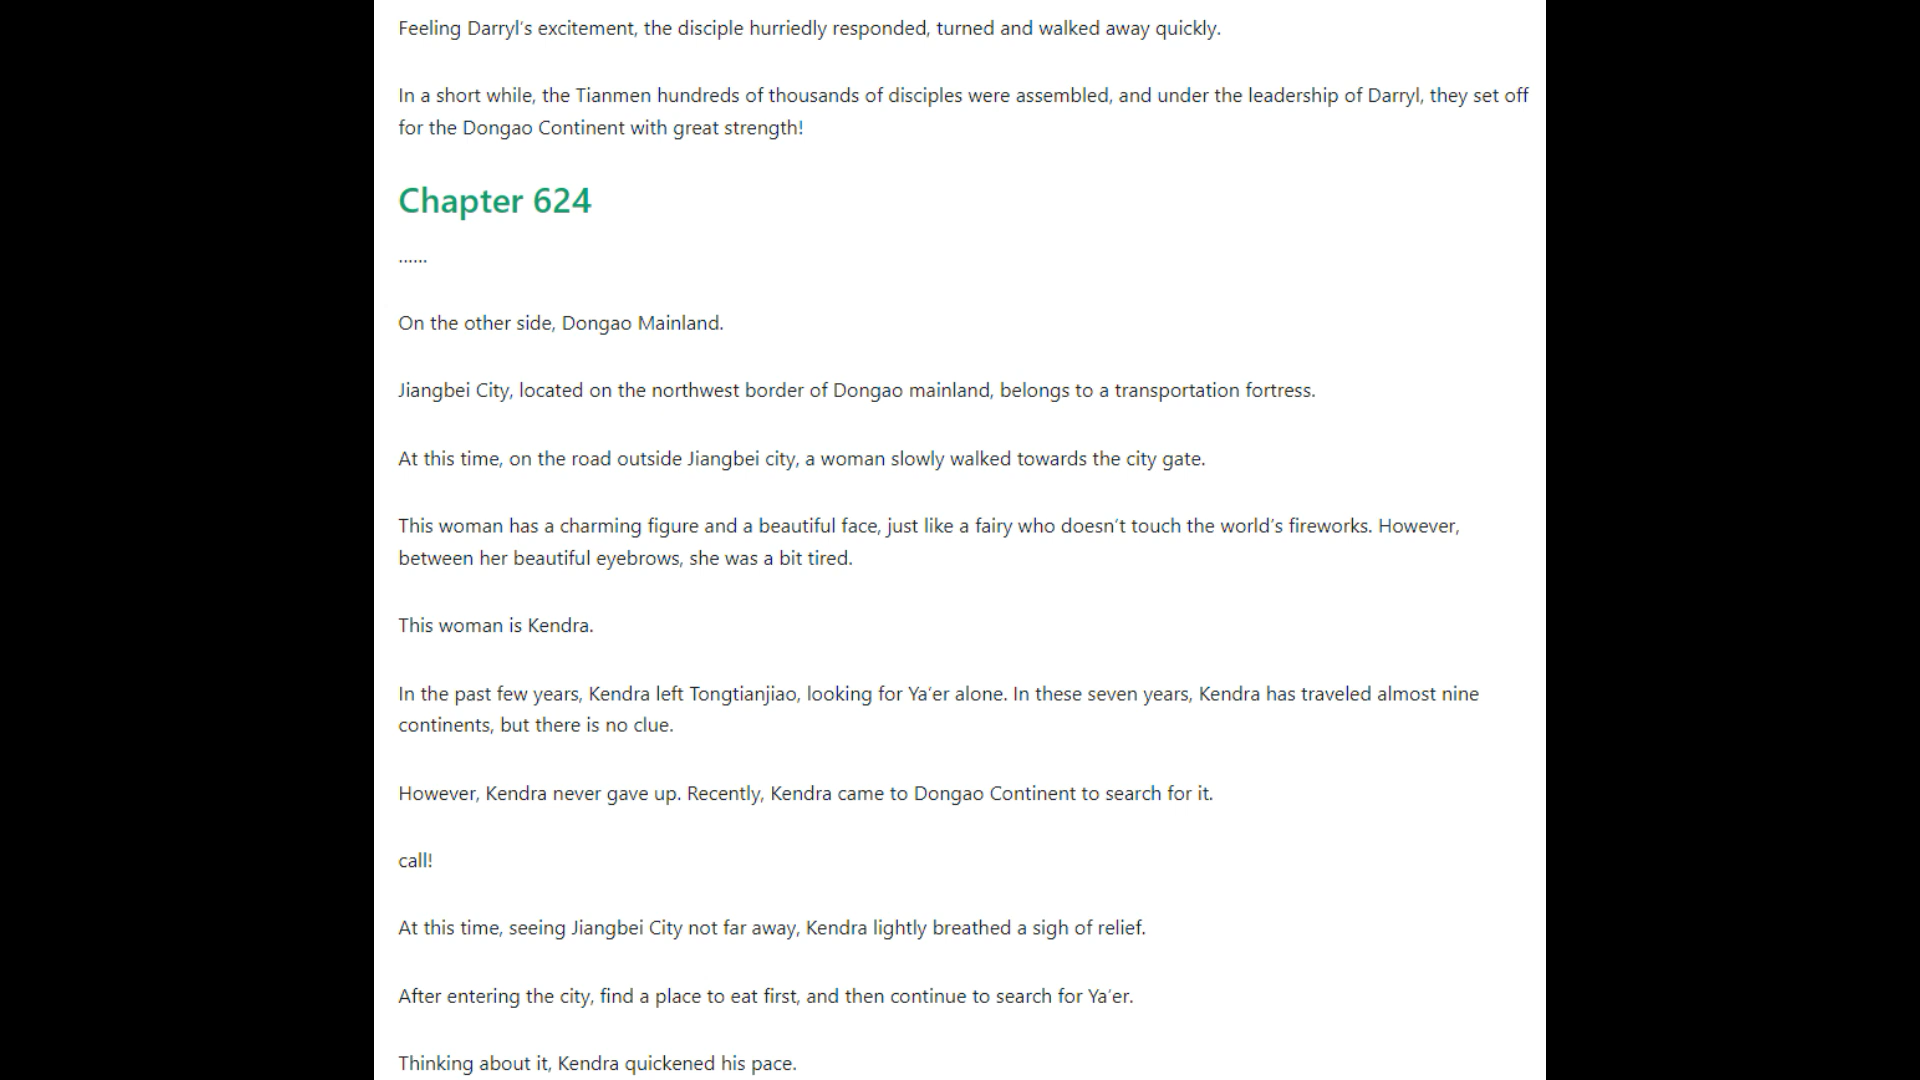 Feeling Darryl's excitement, the disciple hurriedly responded, turned and walked away quickly.
In a short while, the Tianmen hundreds of thousands of disciples were assembled, and under the leadership of Darryl, they set off
for the Dongao Continent with great strength!
Chapter 624
......
On the other side, Dongao Mainland.
Jiangbei City, located on the northwest border of Dongao mainland, belongs to a transportation fortress.
At this time, on the road outside Jiangbei city, a woman slowly walked towards the city gate.
This woman has a charming figure and a beautiful face, just like a fairy who doesn't touch the world's fireworks. However,
between her beautiful eyebrows, she was a bit tired.
This woman is Kendra.
In the past few years, Kendra left Tongtianjiao, looking for Ya'er alone. In these seven years, Kendra has traveled almost nine
continents, but there is no clue.
However, Kendra never gave up. Recently, Kendra came to Dongao Continent to search for it.
call!
At this time, seeing Jiangbei City not far away, Kendra lightly breathed a sigh of relief.
After entering the city, find a place to eat first, and then continue to search for Ya'er.
Thinking about it, Kendra quickened his pace.